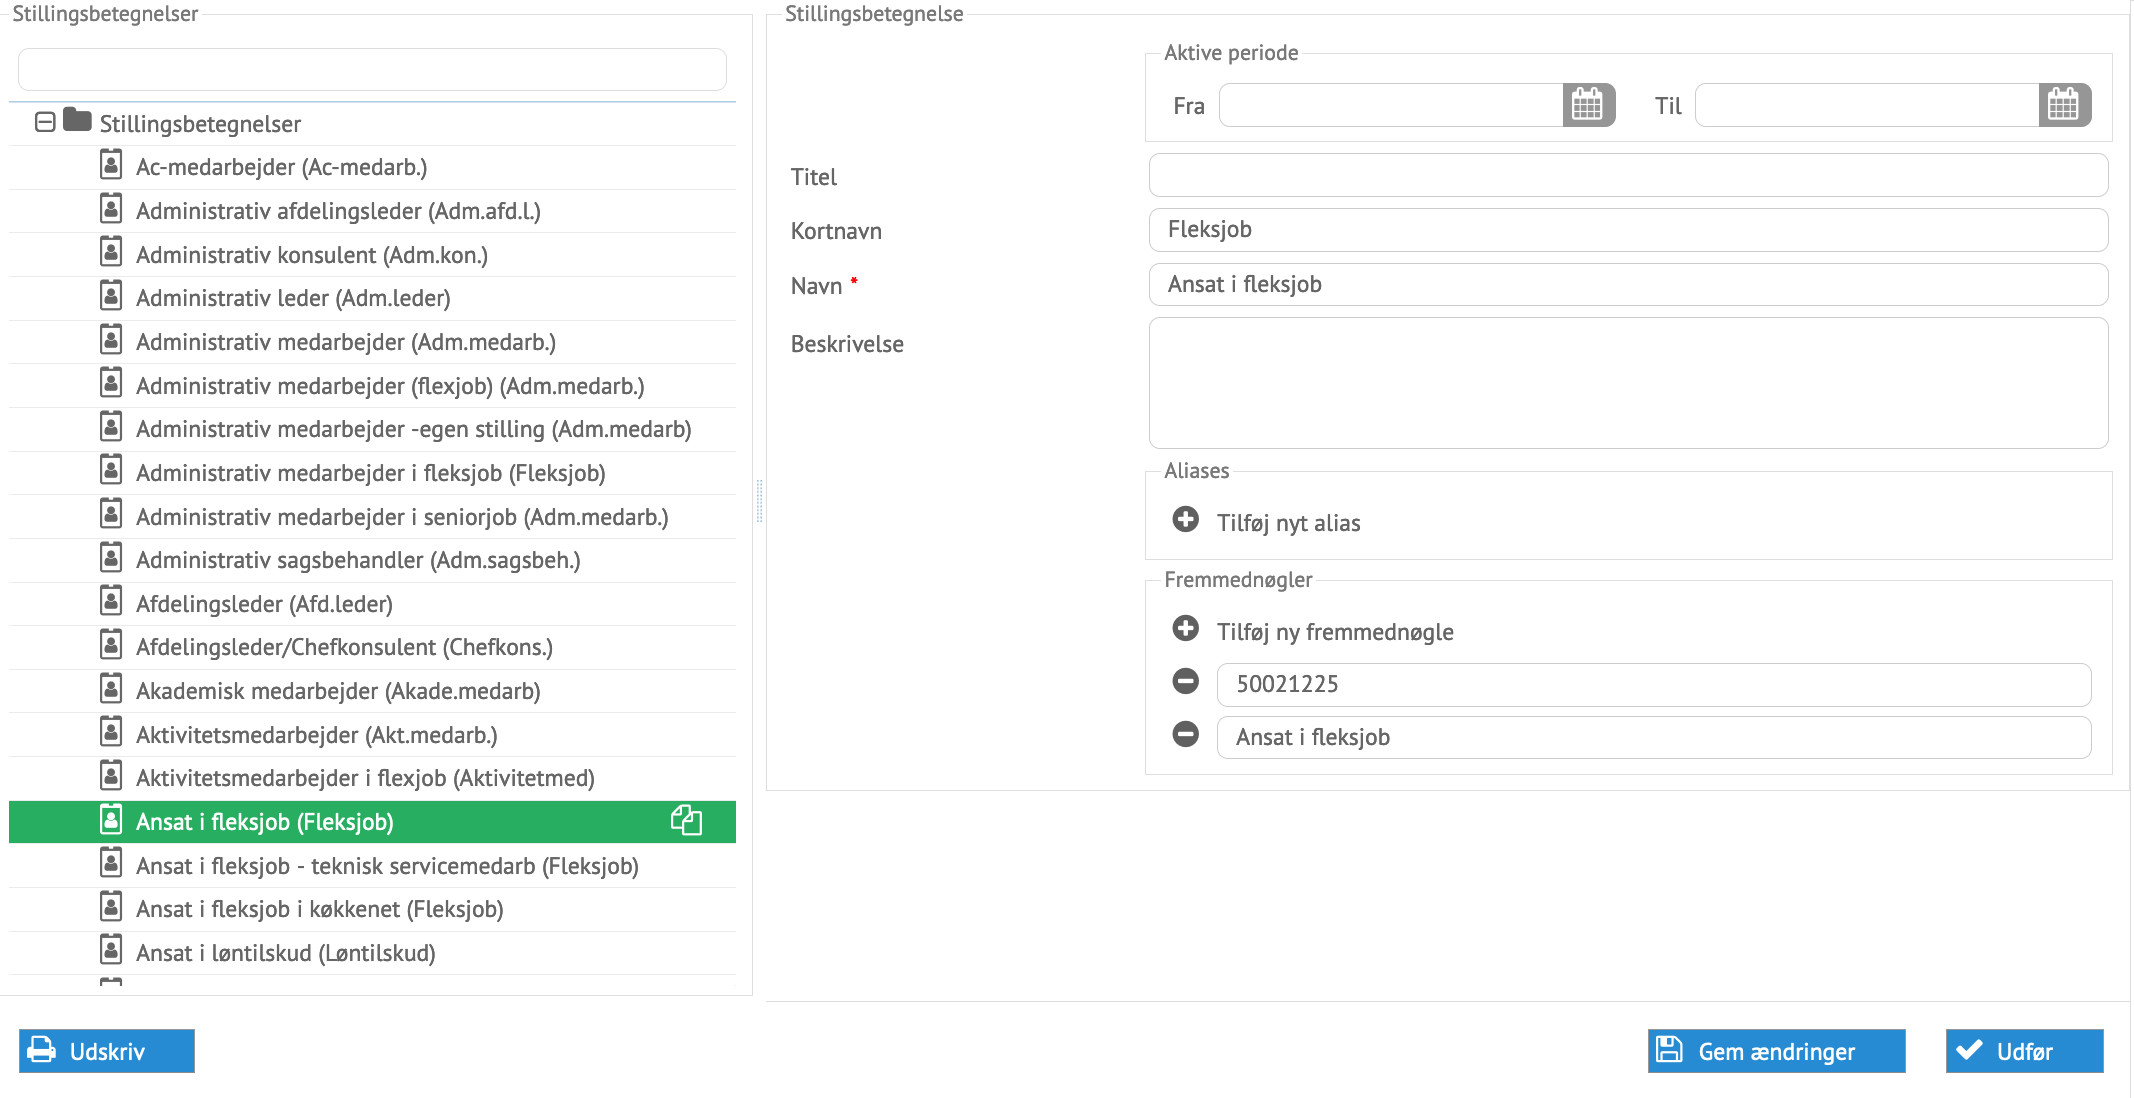 Stillingsbetegnelser
Stillingsbetegnelser
Ac-medarbejder (Ac-medarb.)
Administrativ afdelingsleder (Adm.afd.l.)
Administrativ konsulent (Adm.kon.)
Administrativ leder (Adm.leder)
Administrativ medarbejder (Adm.medarb.)
Administrativ medarbejder (flexjob) (Adm.medarb.)
Administrativ medarbejder -egen stilling (Adm.medarb)
Administrativ medarbejder i fleksjob (Fleksjob)
Administrativ medarbejder i seniorjob (Adm.medarb.)
Administrativ sagsbehandler (Adm.sagsbeh.)
Afdelingsleder (Afd.leder)
Afdelingsleder/Chefkonsulent (Chefkons.)
Akademisk medarbejder (Akade.medarb)
Aktivitetsmedarbejder (Akt.medarb.)
Aktivitetsmedarbejder i flexjob (Aktivitetmed)
Ansat i fleksjob (Fleksjob)
Ansat i fleksjob - teknisk servicemedarb (Fleksjob)
Ansat i fleksjob i køkkenet (Fleksjob)
Ansat i løntilskud (Løntilskud)
Udskriv
Stillingsbetegnelse
Aktive periode
Fra
Til
Titel
Kortnavn
Fleksjob
Navn *
Ansat i fleksjob
Beskrivelse
Aliases
Tilføj nyt alias
Fremmednøgler
Tilføj ny fremmednøgle
50021225
Ansat i fleksjob
Gem ændringer
Udfør